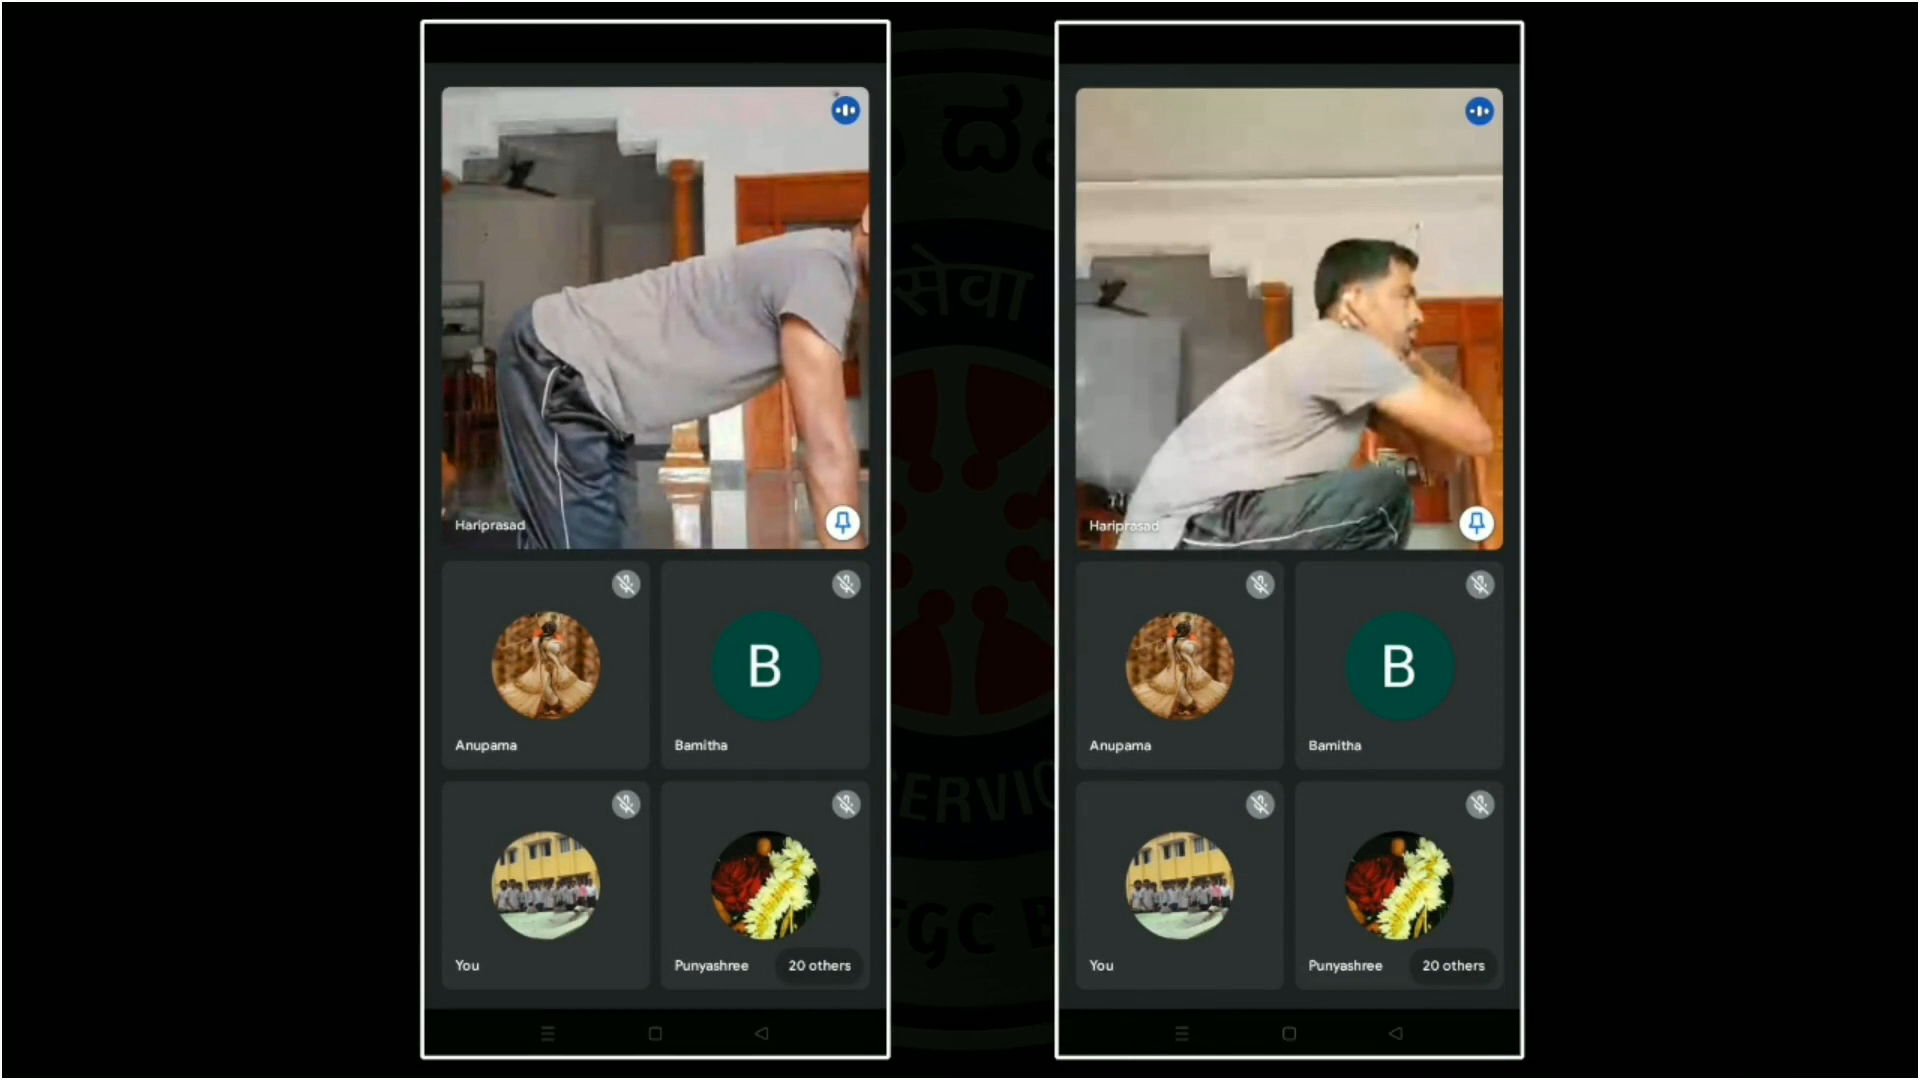 Hariprasad
Anupama
B
Bamitha
You
Punyashree
20 others
Hariprasad
Anupama
B
Bamitha
You
Punyashree
20 others
सेवा